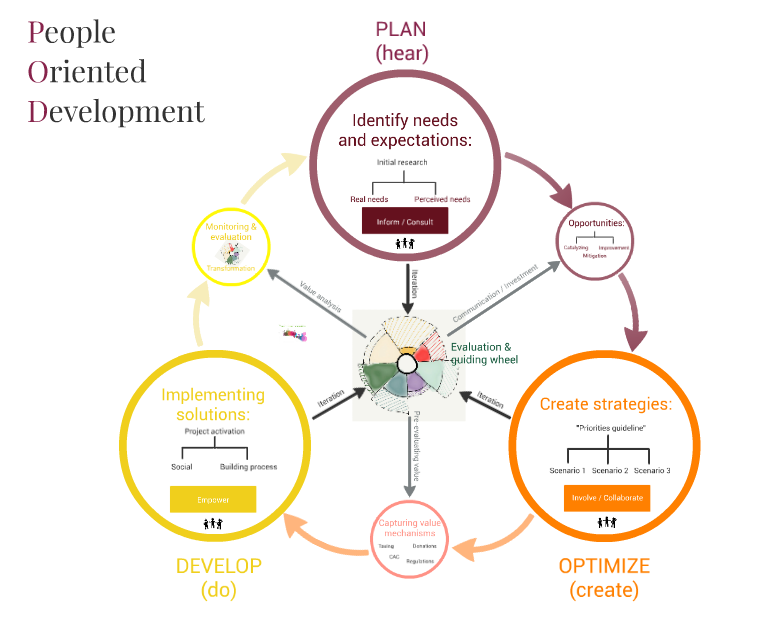 People
Oriented
Development
PLAN
(hear)
Identify needs
and expectations:
Initial research
Real needs
Perceived needs
Inform / Consult
Opportunities:
Catalyzing
Improvement
Mitigation
Communication / Investment
Iteration
Evaluation &
guiding wheel
Create strategies:
"Priorities guideline"
Scenario 1
Scenario 2
Scenario 3
Involve / Collaborate
OPTIMIZE
(create)
Iteration
Pre-evaluating value
Capturing value
mechanisms
Taxing
Donaitons
CAC
Regulations
Implementing
solutions:
Project activation
Social
Building process
Empower
DEVELOP
(do)
Iteration
Value analysis
Monitoring &
evaluation
Transformation